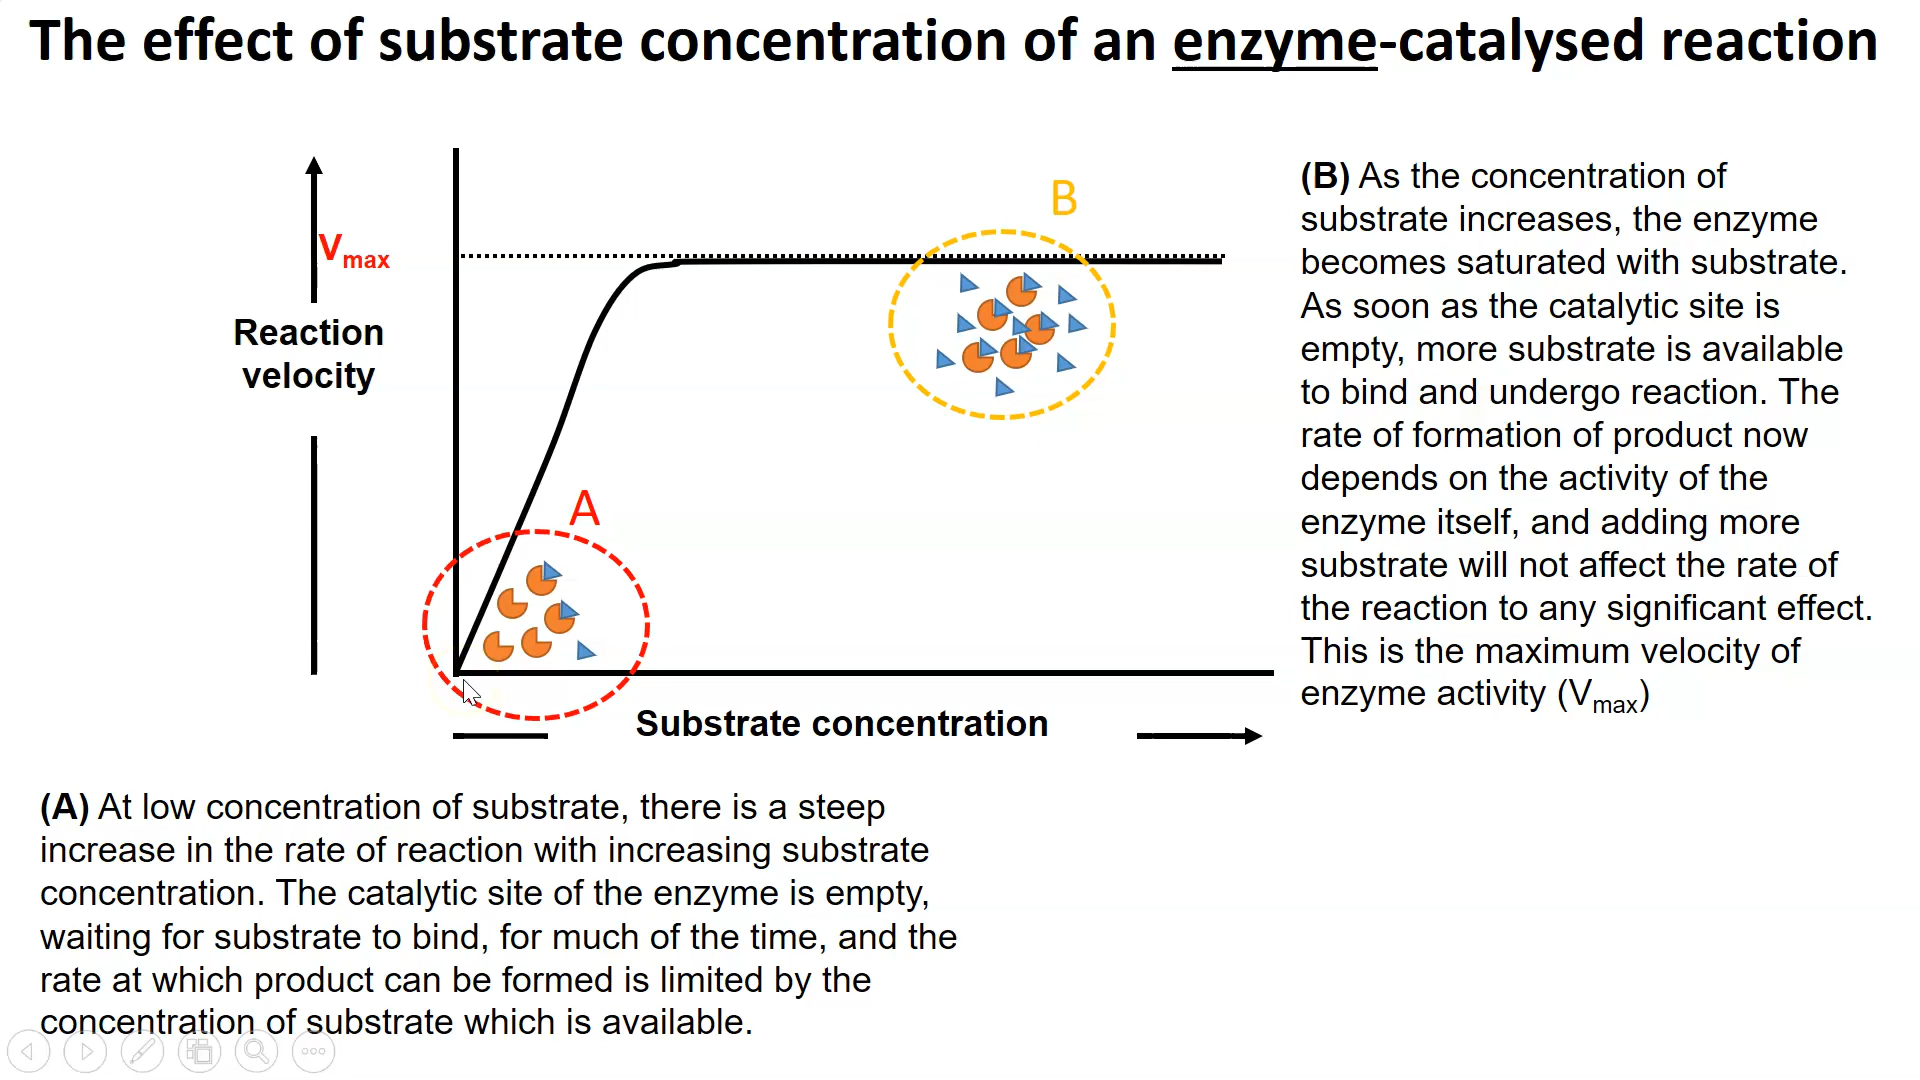 The effect of substrate concentration of an enzyme-catalysed reaction
Vmax
Reaction
velocity
A
B
Substrate concentration
(B) As the concentration of
substrate increases, the enzyme
becomes saturated with substrate.
As soon as the catalytic site is
empty, more substrate is available
to bind and undergo reaction. The
rate of formation of product now
depends on the activity of the
enzyme itself, and adding more
substrate will not affect the rate of
the reaction to any significant effect.
This is the maximum velocity of
enzyme activity (Vmax)
(A) At low concentration of substrate, there is a steep
increase in the rate of reaction with increasing substrate
concentration. The catalytic site of the enzyme is empty,
waiting for substrate to bind, for much of the time, and the
rate at which product can be formed is limited by the
concentration of substrate which is available.